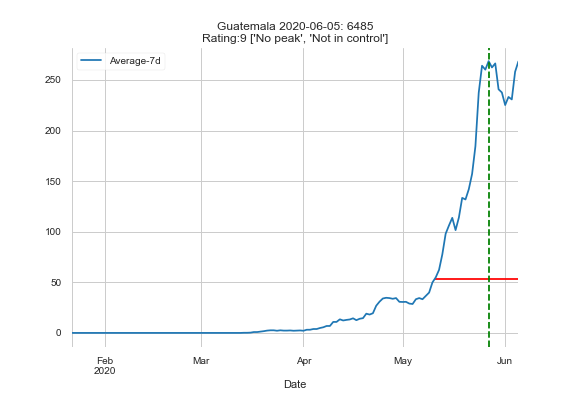 Guatemala 2020-06-05: 6485
Rating:9 ['No peak', 'Not in control']
Average-7d
250
200
150
100
50
0
Feb
2020
Mar
Apr
May
Jun
Date